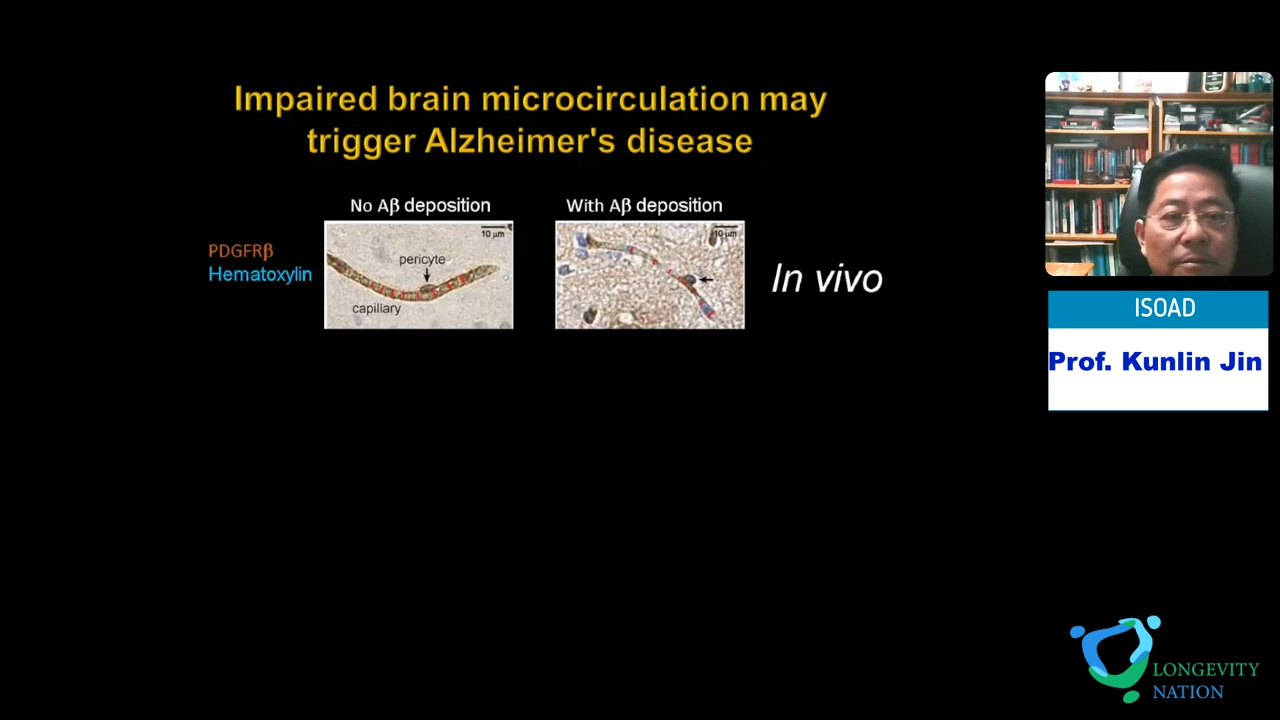 Impaired brain microcirculation may
trigger Alzheimer's disease
No Aβ deposition
With Aβ deposition
PDGFRβ
Hematoxylin
10 μm
pericyte
capillary
10 μm
In vivo
ISOAD
Prof. Kunlin Jin
LONGEVITY
NATION